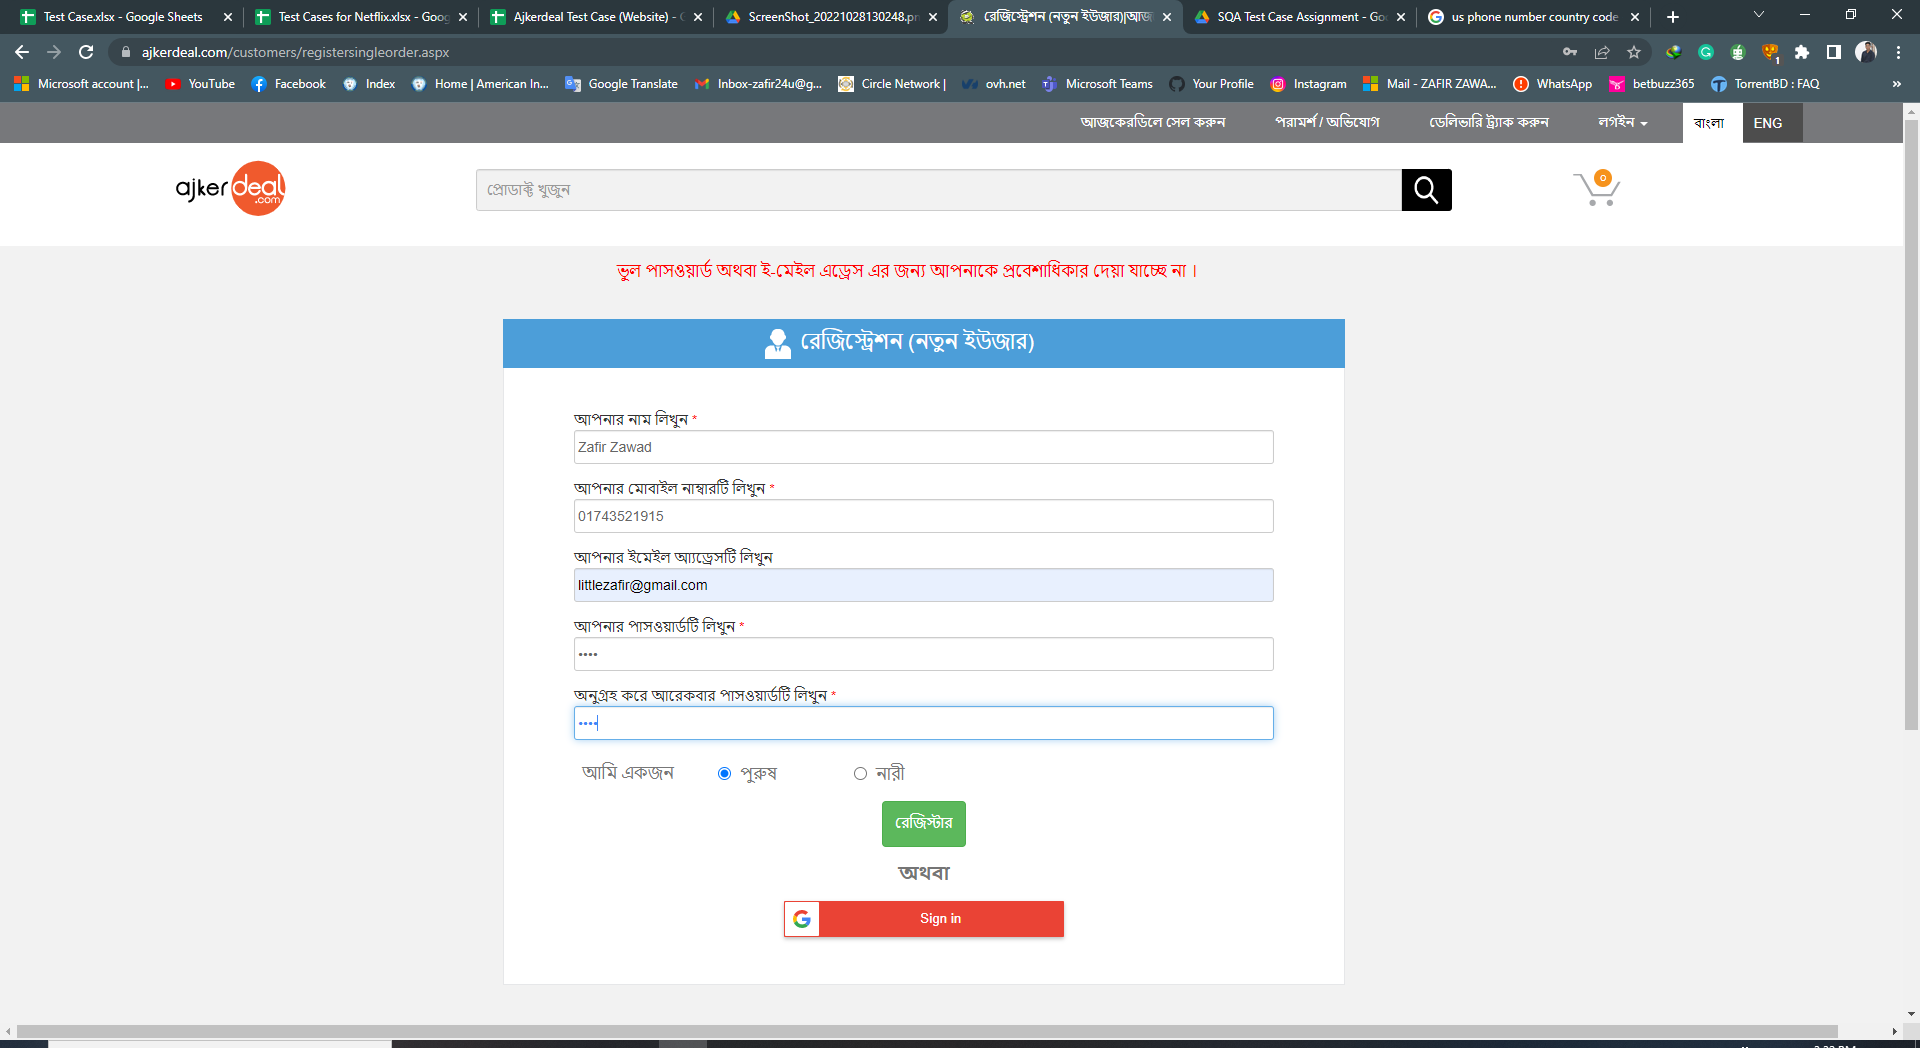 Test Case.xlsx - Google Sheets
Test Cases for Netflix.xlsx - Goog
Ajkerdeal Test Case (Website) - G
ScreenShot_20221028130248.pn
রেজিস্ট্রেশন (নতুন ইউজার)|আজ
SQA Test Case Assignment - Goo
us phone number country code
ajkerdeal.com/customers/registersingleorder.aspx
1
Microsoft account |...
YouTube
Facebook
Index
Home | American In...
Google Translate
Inbox-zafir24u@g...
Circle Network |
ovh.net
Microsoft Teams
Your Profile
Instagram
Mail - ZAFIR ZAWA...
WhatsApp
betbuzz365
TorrentBD : FAQ
»
আজকেরডিলে সেল করুন
পরামর্শ / অভিযোগ
ডেলিভারি ট্র্যাক করুন
লগইন
বাংলা
ENG
ajkerdeal.com
প্রোডাক্ট খুজুন
0
ভুল পাসওয়ার্ড অথবা ই-মেইল এড্রেস এর জন্য আপনাকে প্রবেশাধিকার দেয়া যাচ্ছে না ।
রেজিস্ট্রেশন (নতুন ইউজার)
আপনার নাম লিখুন *
Zafir Zawad
আপনার মোবাইল নাম্বারটি লিখুন *
01743521915
আপনার ইমেইল অ্যাড্রেসটি লিখুন
littlezafir@gmail.com
আপনার পাসওয়ার্ডটি লিখুন *
••••
অনুগ্রহ করে আরেকবার পাসওয়ার্ডটি লিখুন *
••••
আমি একজন
পুরুষ
নারী
রেজিস্টার
অথবা
Sign in